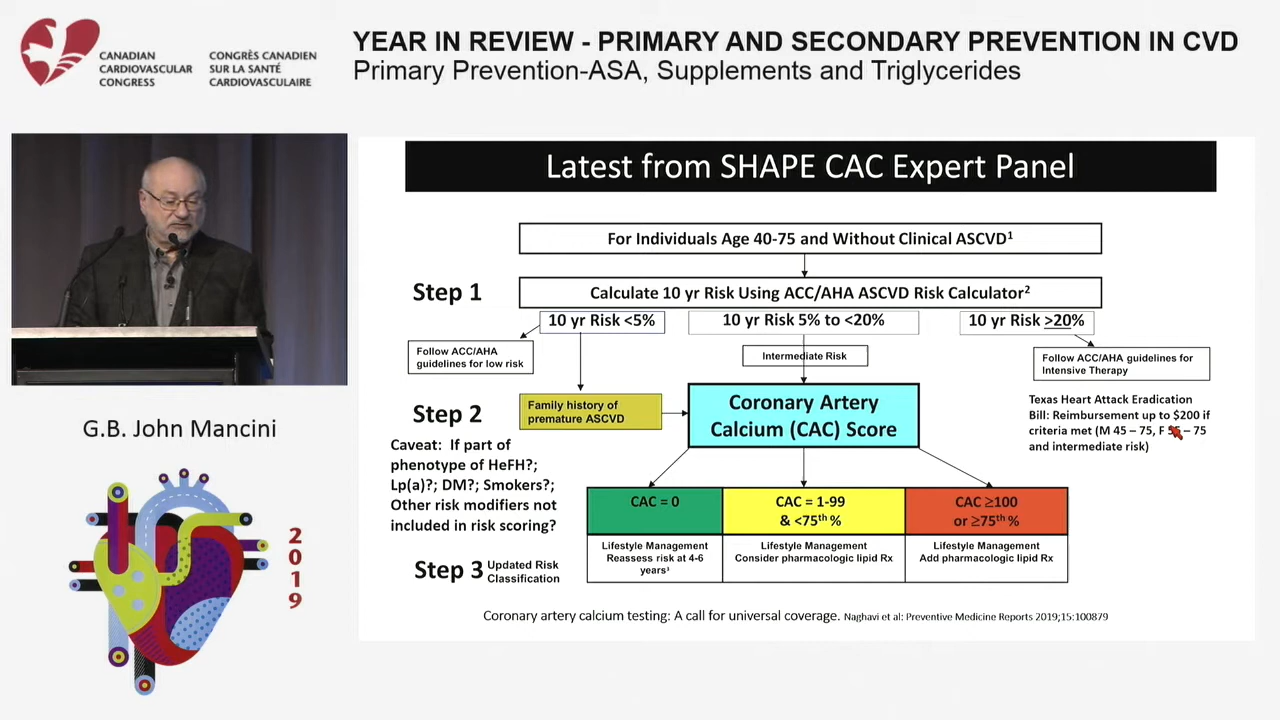 CANADIAN
CARDIOVASCULAR
CONGRESS
CONGRÈS CANADIEN
SUR LA SANTÉ
CARDIOVASCULAIRE
YEAR IN REVIEW - PRIMARY AND SECONDARY PREVENTION IN CVD
Primary Prevention-ASA, Supplements and Triglycerides
G.B. John Mancini
2019
Latest from SHAPE CAC Expert Panel
For Individuals Age 40-75 and Without Clinical ASCVD¹
Step 1
Calculate 10 yr Risk Using ACC/AHA ASCVD Risk Calculator²
10 yr Risk <5%
10 yr Risk 5% to <20%
10 yr Risk >20%
Follow ACC/AHA
guidelines for low risk
Intermediate Risk
Follow ACC/AHA guidelines for
Intensive Therapy
Step 2
Family history of
premature ASCVD
Coronary Artery
Calcium (CAC) Score
Texas Heart Attack Eradication
Bill: Reimbursement up to $200 if
criteria met (M 45 – 75, F – 75
and intermediate risk)
Caveat: If part of
phenotype of HeFH?;
Lp(a)?; DM?; Smokers?;
Other risk modifiers not
included in risk scoring?
CAC = 0
CAC = 1-99
& <75th %
CAC ≥100
or ≥75th %
Step 3
Updated Risk
Classification
Lifestyle Management
Reassess risk at 4-6
years³
Lifestyle Management
Consider pharmacologic lipid Rx
Lifestyle Management
Add pharmacologic lipid Rx
Coronary artery calcium testing: A call for universal coverage. Naghavi et al: Preventive Medicine Reports 2019;15:100879